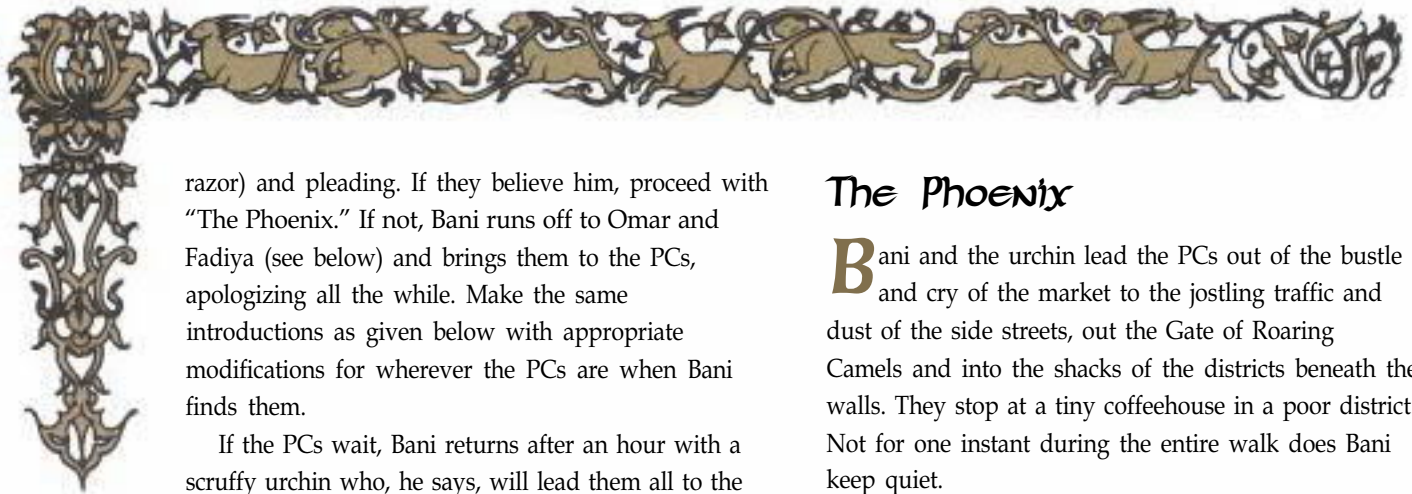 razor) and pleading. If they believe him, proceed with
“The Phoenix.” If not, Bani runs off to Omar and
Fadiya (see below) and brings them to the PCs,
apologizing all the while. Make the same
introductions as given below with appropriate
modifications for wherever the PCs are when Bani
finds them.
If the PCs wait, Bani returns after an hour with a
scruffy urchin who, he says, will lead them all to the
The Phoenix
Bani and the urchin lead the PCs out of the bustle
and cry of the market to the jostling traffic and
dust of the side streets, out the Gate of Roaring
Camels and into the shacks of the districts beneath the
walls. They stop at a tiny coffeehouse in a poor district
Not for one instant during the entire walk does Bani
keep quiet.